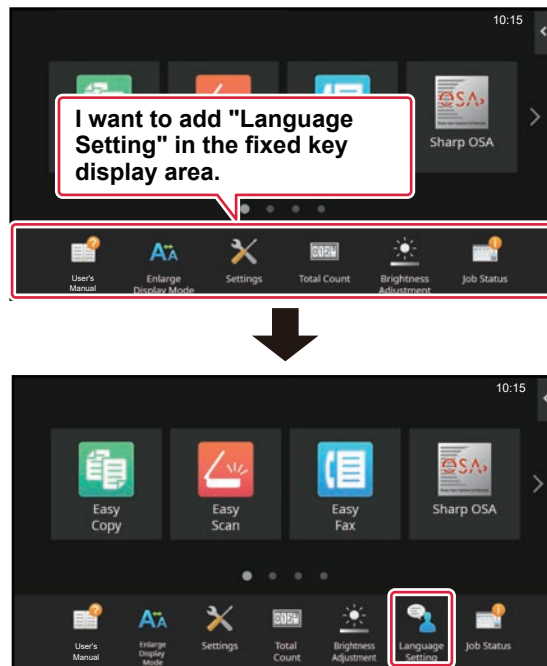 10:15
I want to add "Language
Setting" in the fixed key
display area.
OSA
Sharp OSA
User's
Manual
Enlarge
Display Mode
Settings
Total Count
Brightness
Adjustment
Job Status
10:15
Easy
Copy
Easy
Scan
Easy
Fax
OSA
Sharp OSA
User's
Manual
Enlarge
Display
Mode
Settings
Total
Count
Brightness
Adjustment
Language
Setting
Job Status